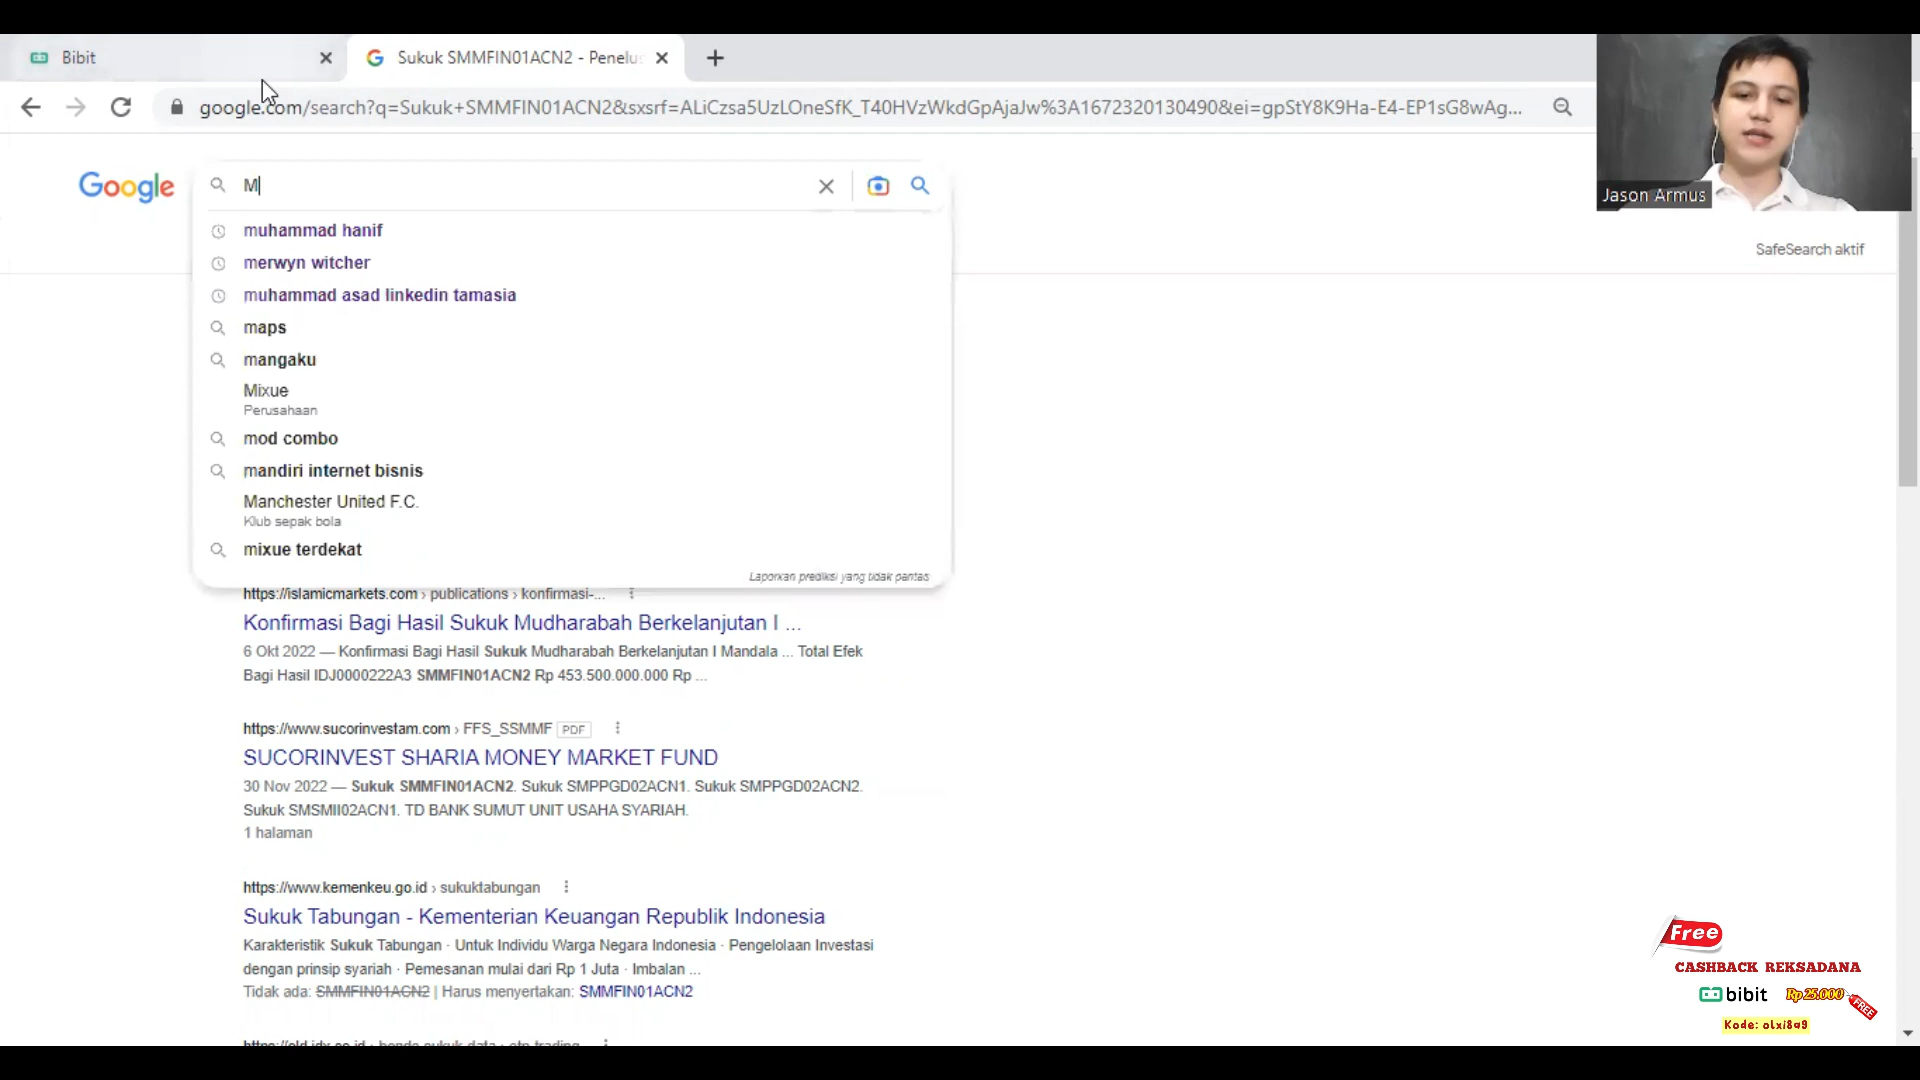 Bibit
Sukuk SMMFIN01ACN2 - Penelus
google.com/search?q=Sukuk+SMMFIN01ACN2&sxsrf=ALiCzsa5UzLOneSfK_T40HVzWkdGpAjaJw%3A1672320130490&ei=gpStY8K9Ha-E4-EP1sG8wAg...
Jason Armus
Google
M
SafeSearch aktif
muhammad hanif
merwyn witcher
muhammad asad linkedin tamasia
maps
mangaku
Mixue
Perusahaan
mod combo
mandiri internet bisnis
Manchester United F.C.
Klub sepak bola
mixue terdekat
Laporkan prediksi yang tidak pantas
https://islamicmarkets.com › publications › konfirmasi-...
Konfirmasi Bagi Hasil Sukuk Mudharabah Berkelanjutan I ...
6 Okt 2022 — Konfirmasi Bagi Hasil Sukuk Mudharabah Berkelanjutan I Mandala ... Total Efek
Bagi Hasil IDJ0000222A3 SMMFIN01ACN2 Rp 453.500.000.000 Rp ...
https://www.sucorinvestam.com › FFS_SSMMF PDF
SUCORINVEST SHARIA MONEY MARKET FUND
30 Nov 2022 — Sukuk SMMFIN01ACN2. Sukuk SMPPGD02ACN1. Sukuk SMPPGD02ACN2.
Sukuk SMSMII02ACN1. TD BANK SUMUT UNIT USAHA SYARIAH.
1 halaman
https://www.kemenkeu.go.id › sukuktabungan
Sukuk Tabungan - Kementerian Keuangan Republik Indonesia
Karakteristik Sukuk Tabungan · Untuk Individu Warga Negara Indonesia · Pengelolaan Investasi
dengan prinsip syariah · Pemesanan mulai dari Rp 1 Juta · Imbalan ...
Tidak ada: SMMFIN01ACN2 | Harus menyertakan: SMMFIN01ACN2
Free
CASHBACK REKSADANA
bibit Rp 25.000 FREE
Kode: olxi8a9